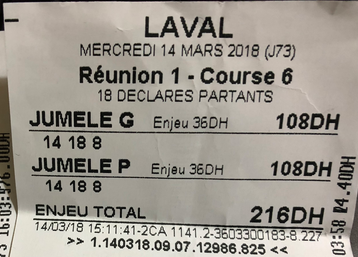 LAVAL
MERCREDI 14 MARS 2018 (J73)
Réunion 1 - Course 6
18 DECLARES PARTANTS
JUMELE G Enjeu 36DH 108DH
14 18 8
JUMELE P Enjeu 36DH 108DH
14 18 8
ENJEU TOTAL 216DH
14/03/18 15:11:41-2CA 1141.2-3603300183-8.227
>> 1.140318.09.07.12986.825 <<
03:58